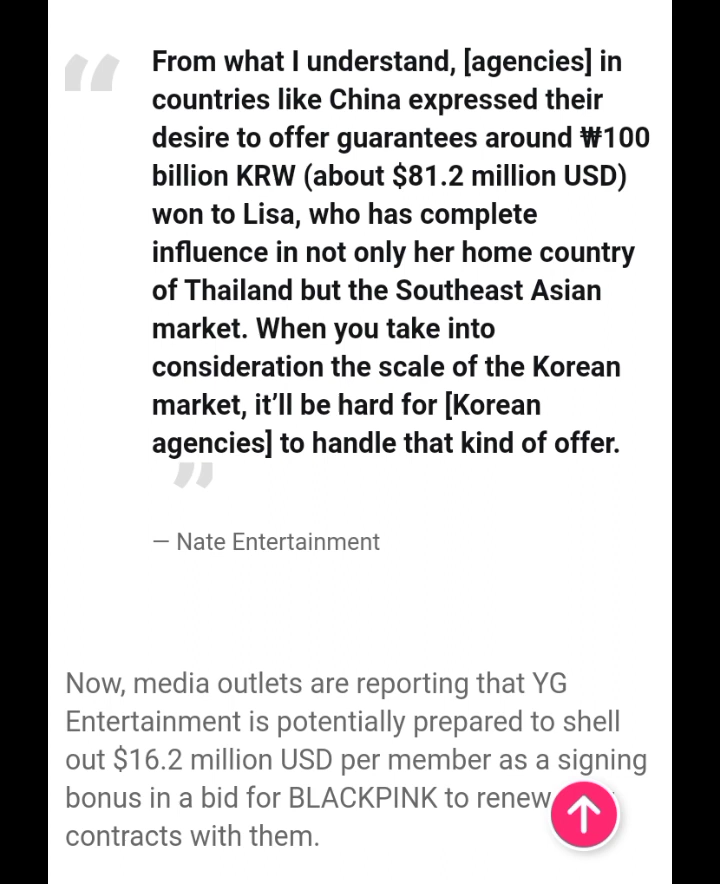 “
From what I understand, [agencies] in
countries like China expressed their
desire to offer guarantees around ₩100
billion KRW (about $81.2 million USD)
won to Lisa, who has complete
influence in not only her home country
of Thailand but the Southeast Asian
market. When you take into
consideration the scale of the Korean
market, it’ll be hard for [Korean
agencies] to handle that kind of offer.
”
— Nate Entertainment
Now, media outlets are reporting that YG
Entertainment is potentially prepared to shell
out $16.2 million USD per member as a signing
bonus in a bid for BLACKPINK to renew
contracts with them.